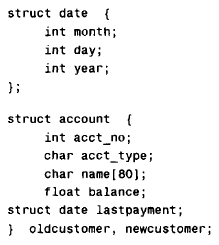 struct date {
int month;
int day;
int year;
};
struct account {
int acct_no;
char acct_type;
char name[80];
float balance;
struct date lastpayment;
} oldcustomer, newcustomer;